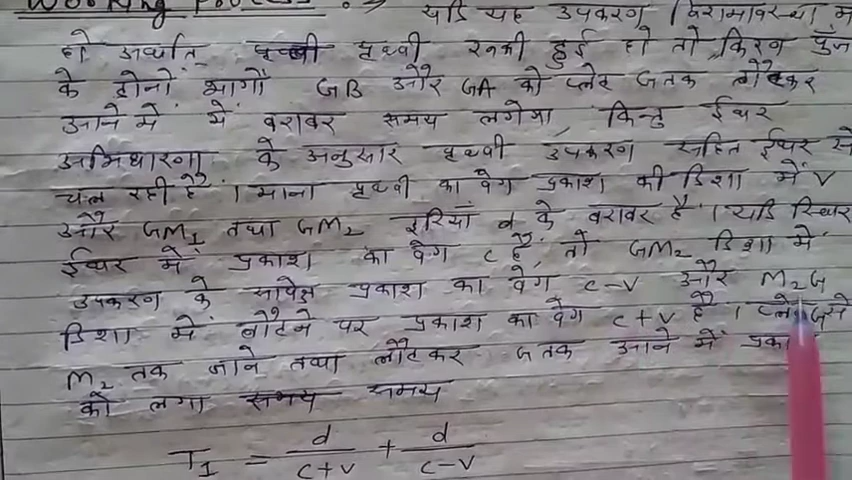 Working Process :→ यदि यह उपकरण विरामावस्था म
हो अर्थात् पृथ्वी पृथ्वी रुकी हुई हो तो किरण पुंज
के दोनों भागों GB और GA को प्लेट G तक लौटकर
आने में में बराबर समय लगेगा, किन्तु ईथर
अभिधारणा के अनुसार पृथ्वी उपकरण सहित ईथर से
चल रही है । माना पृथ्वी का वेग प्रकाश की दिशा में V
और GM₁ तथा GM₂ दूरियाँ d के बराबर है । यदि स्थिर
ईथर में प्रकाश का वेग C है, तो GM₂ दिशा में
उपकरण के सापेक्ष प्रकाश का वेग C-V और M₂G
दिशा में लौटने पर प्रकाश का वेग C+V है । प्लेट G से
M₂ तक जाने तथा लौटकर G तक आने में प्रका
को लगा समय समय
T₁ = d/(C+V) + d/(C-V)